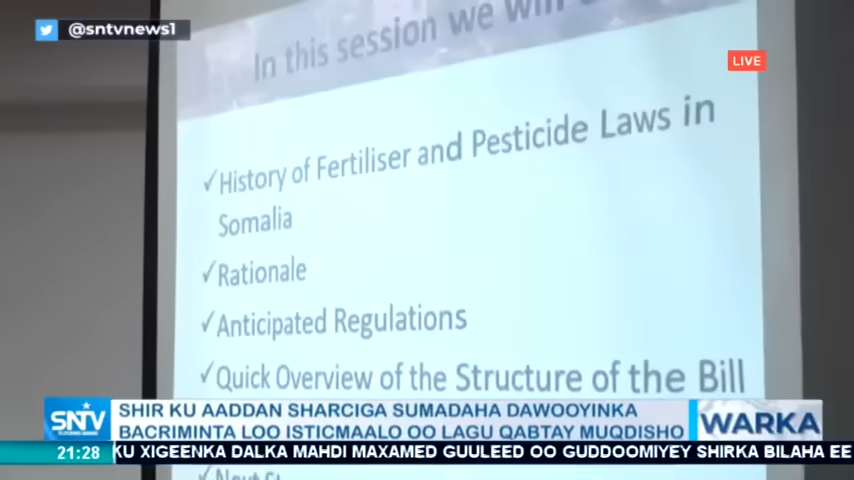 @sntvnews1
LIVE
In this session we will
✓History of Fertiliser and Pesticide Laws in
Somalia
✓Rationale
✓Anticipated Regulations
✓Quick Overview of the Structure of the Bill
SNTV
SHIR KU AADDAN SHARCIGA SUMADAHA DAWOOYINKA
BACRIMINTA LOO ISTICMAALO OO LAGU QABTAY MUQDISHO
WARKA
21:28
KU XIGEENKA DALKA MAHDI MAXAMED GUULEED OO GUDDOOMIYEY SHIRKA BILAHA EE